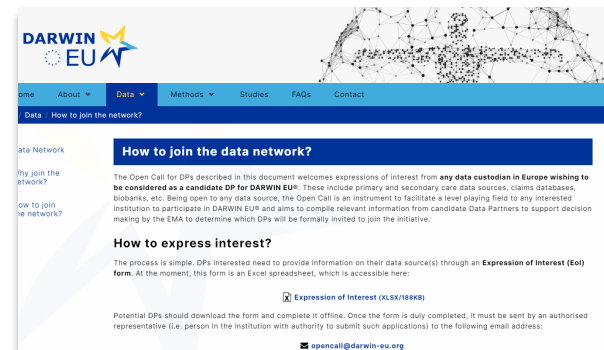 DARWIN
EU
ome About Data Methods Studies FAQs Contact
Data / How to join the network?
ata Network
hy join the
etwork?
ow to join
he network?
How to join the data network?
The Open Call for DPs described in this document welcomes expressions of interest from any data custodian in Europe wishing to
be considered as a candidate DP for DARWIN EU®. These include primary and secondary care data sources, claims databases,
biobanks, etc. Being open to any data source, the Open Call is an instrument to facilitate a level playing field to any interested
institution to participate in DARWIN EU® and aims to compile relevant information from candidate Data Partners to support decision
making by the EMA to determine which DPs will be formally invited to join the initiative.
How to express interest?
The process is simple. DPs interested need to provide information on their data source(s) through an Expression of Interest (EoI)
form. At the moment, this form is an Excel spreadsheet, which is accessible here:
Expression of Interest (XLSX/188KB)
Potential DPs should download the form and complete it offline. Once the form is duly completed, it must be sent by an authorised
representative (i.e. person in the institution with authority to submit such applications) to the following email address:
opencall@darwin-eu.org